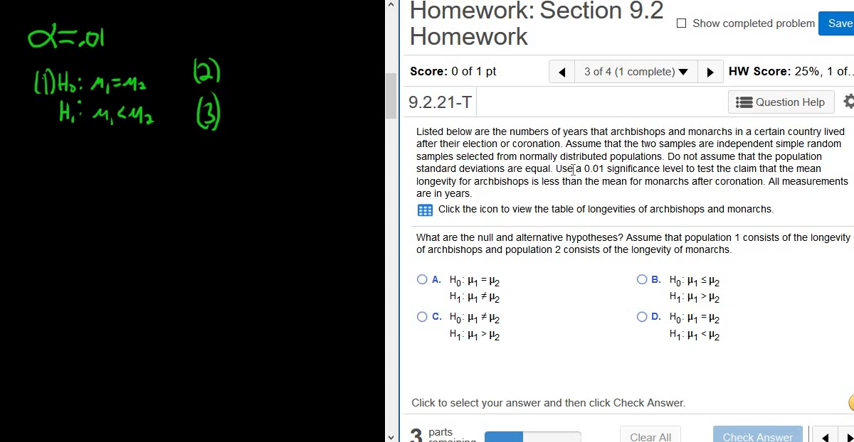 α=.01
(1) H₀: μ₁=μ₂ (2)
H₁: μ₁<μ₂ (3)
Homework: Section 9.2
Homework
Show completed problem
Save
Score: 0 of 1 pt
3 of 4 (1 complete)
HW Score: 25%, 1 of..
9.2.21-T
Question Help
Listed below are the numbers of years that archbishops and monarchs in a certain country lived
after their election or coronation. Assume that the two samples are independent simple random
samples selected from normally distributed populations. Do not assume that the population
standard deviations are equal. Use a 0.01 significance level to test the claim that the mean
longevity for archbishops is less than the mean for monarchs after coronation. All measurements
are in years.
Click the icon to view the table of longevities of archbishops and monarchs.
What are the null and alternative hypotheses? Assume that population 1 consists of the longevity
of archbishops and population 2 consists of the longevity of monarchs.
A. H₀: μ₁ = μ₂
H₁: μ₁ ≠ μ₂
B. H₀: μ₁ ≤ μ₂
H₁: μ₁ > μ₂
C. H₀: μ₁ ≠ μ₂
H₁: μ₁ > μ₂
D. H₀: μ₁ = μ₂
H₁: μ₁ < μ₂
Click to select your answer and then click Check Answer.
3 parts
remaining
Clear All
Check Answer